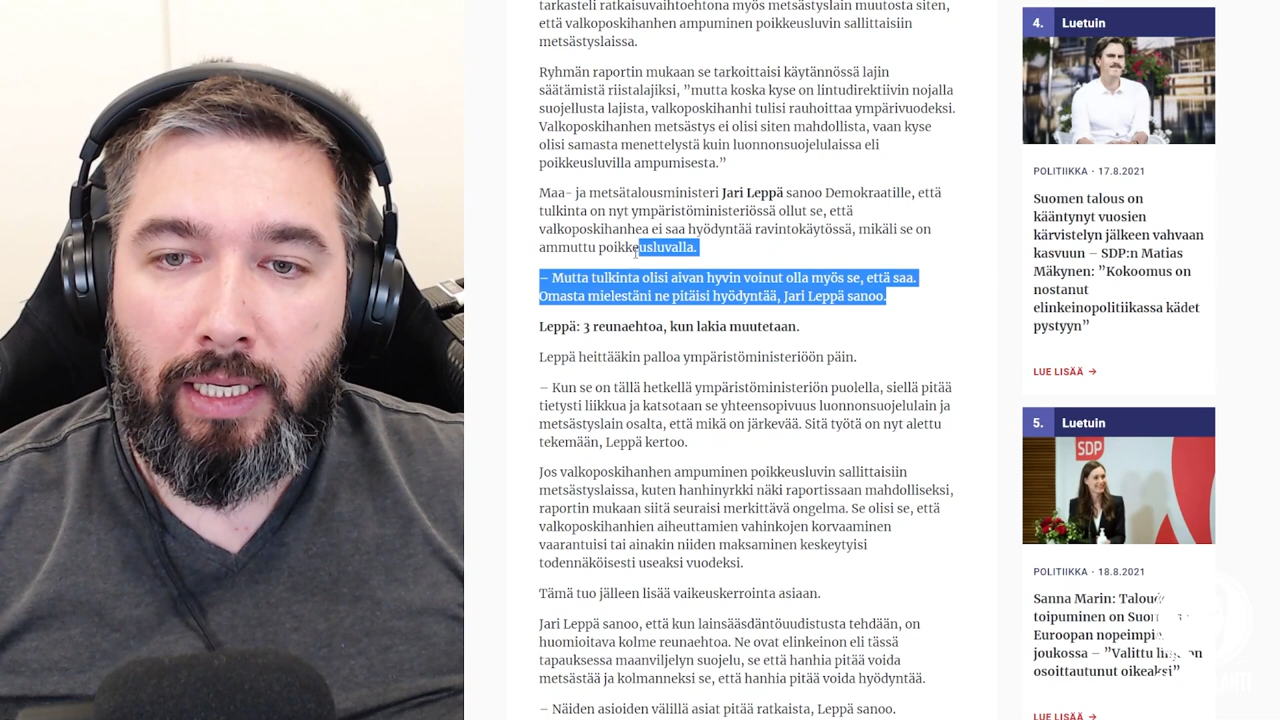 tarkasteli ratkaisuvaihtoehtona myös metsästyslain muutosta siten,
että valkoposkihanhen ampuminen poikkeusluvin sallittaisiin
metsästyslaissa.
Ryhmän raportin mukaan se tarkoittaisi käytännössä lajin
säätämistä riistalajiksi, ”mutta koska kyse on lintudirektiivin nojalla
suojellusta lajista, valkoposkihanhi tulisi rauhoittaa ympärivuodeksi.
Valkoposkihanhen metsästys ei olisi siten mahdollista, vaan kyse
olisi samasta menettelystä kuin luonnonsuojelulaissa eli
poikkeusluvilla ampumisesta.”
Maa- ja metsätalousministeri Jari Leppä sanoo Demokraatille, että
tulkinta on nyt ympäristöministeriössä ollut se, että
valkoposkihanhea ei saa hyödyntää ravintokäytössä, mikäli se on
ammuttu poikkeusluvalla.
– Mutta tulkinta olisi aivan hyvin voinut olla myös se, että saa.
Omasta mielestäni ne pitäisi hyödyntää, Jari Leppä sanoo.
Leppä: 3 reunaehtoa, kun lakia muutetaan.
Leppä heittääkin palloa ympäristöministeriöön päin.
– Kun se on tällä hetkellä ympäristöministeriön puolella, siellä pitää
tietysti liikkua ja katsotaan se yhteensopivuus luonnonsuojelulain ja
metsästyslain osalta, että mikä on järkevää. Sitä työtä on nyt alettu
tekemään, Leppä kertoo.
Jos valkoposkihanhen ampuminen poikkeusluvin sallittaisiin
metsästyslaissa, kuten hanhinyrkki näki raportissaan mahdolliseksi,
raportin mukaan siitä seuraisi merkittävä ongelma. Se olisi se, että
valkoposkihanhien aiheuttamien vahinkojen korvaaminen
vaarantuisi tai ainakin niiden maksaminen keskeytyisi
todennäköisesti useaksi vuodeksi.
Tämä tuo jälleen lisää vaikeuskerrointa asiaan.
Jari Leppä sanoo, että kun lainsäädäntöuudistusta tehdään, on
huomioitava kolme reunaehtoa. Ne ovat elinkeinon eli tässä
tapauksessa maanviljelyn suojelu, se että hanhia pitää voida
metsästää ja kolmanneksi se, että hanhia pitää voida hyödyntää.
– Näiden asioiden välillä asiat pitää ratkaista, Leppä sanoo.
4. Luetuin
POLITIIKKA - 17.8.2021
Suomen talous on
kääntynyt vuosien
kärvistelyn jälkeen vahvaan
kasvuun – SDP:n Matias
Mäkynen: ”Kokoomus on
nostanut
elinkeinopolitiikassa kädet
pystyyn”
LUE LISÄÄ →
5. Luetuin
SDP
POLITIIKKA - 18.8.2021
Sanna Marin:
toipuminen on
Euroopan nopeimpie
joukossa – ”Valittu on
osoittautunut oikeaksi”
LUE LISÄÄ →